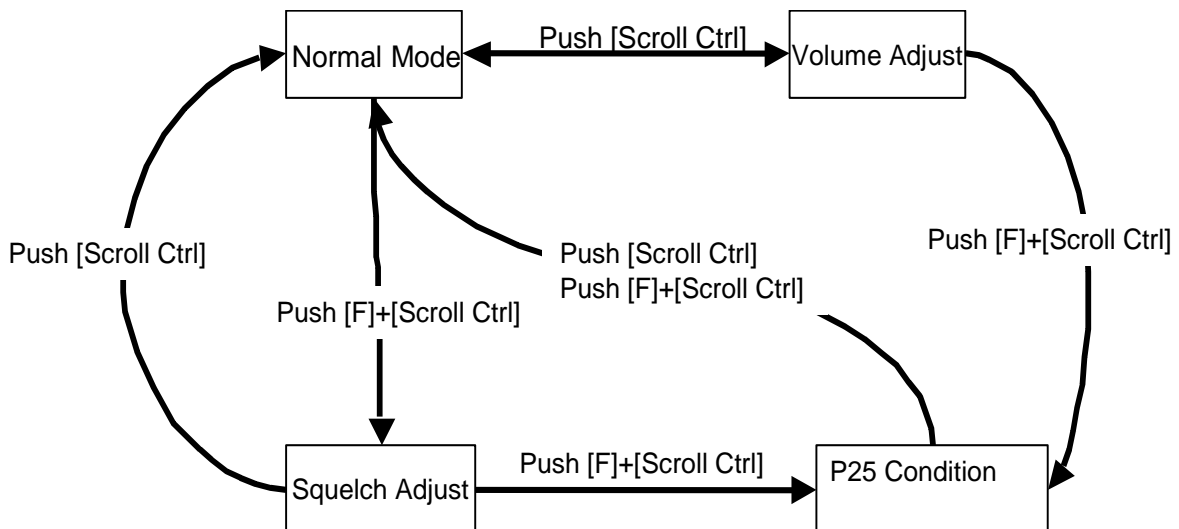 Push [Scroll Ctrl]
Normal Mode
Volume Adjust
Push [Scroll Ctrl]
Push [Scroll Ctrl]
Push [F]+[Scroll Ctrl]
Push [F]+[Scroll Ctrl]
Push [F]+[Scroll Ctrl]
Push [F]+[Scroll Ctrl]
P25 Condition
Squelch Adjust